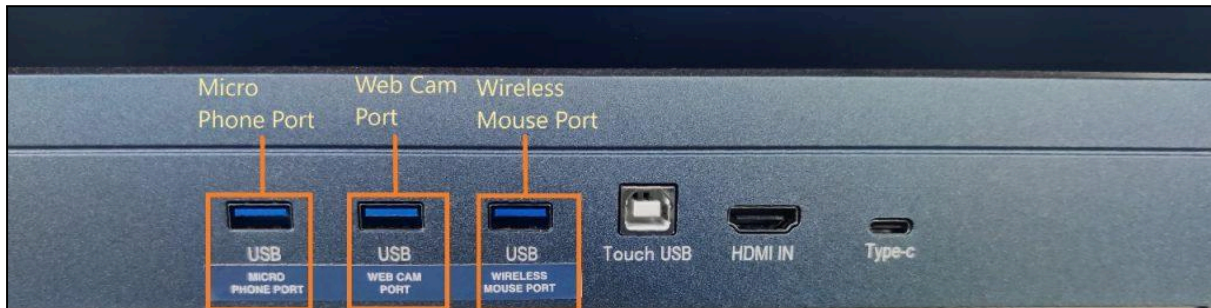 Micro
Phone Port
Web Cam
Port
Wireless
Mouse Port
USB
MICRO
PHONE PORT
USB
WEB CAM
PORT
USB
WIRELESS
MOUSE PORT
Touch USB
HDMI IN
Type-c